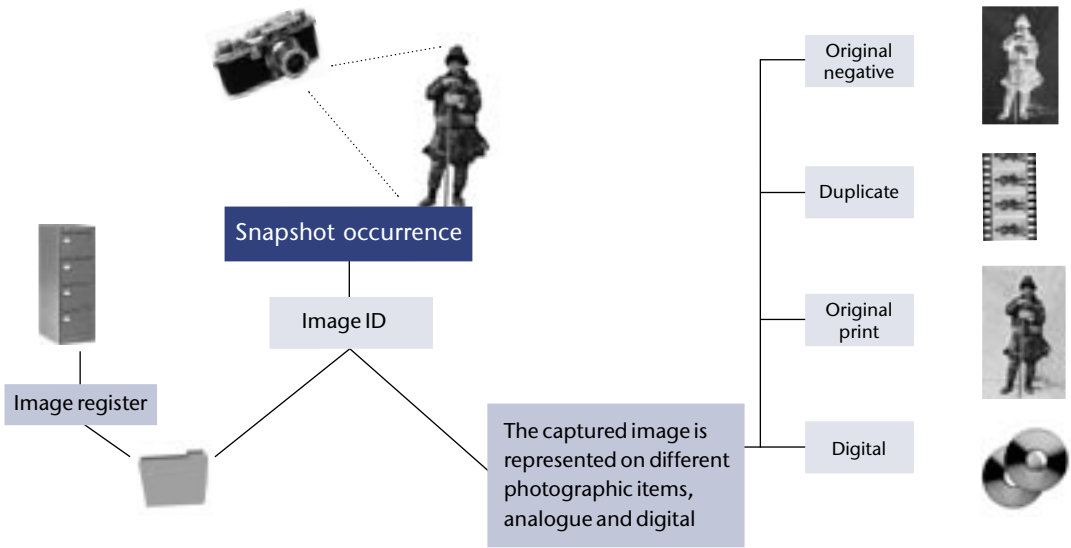 Original
negative
Duplicate
Snapshot occurrence
Image ID
Original
print
Image register
The captured image is
represented on different
photographic items,
analogue and digital
Digital